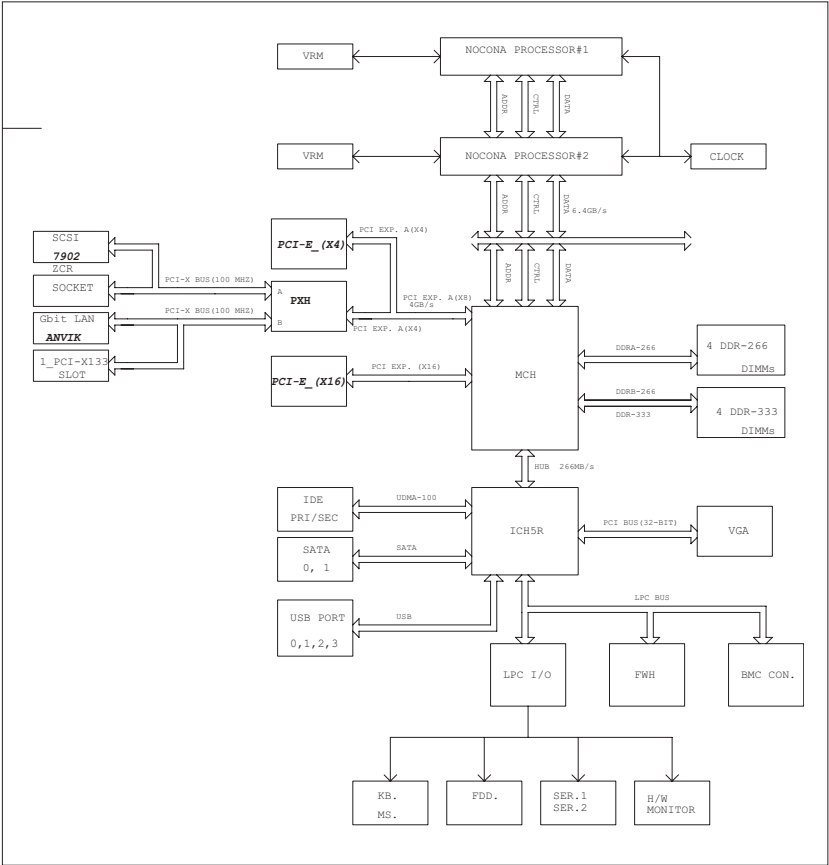 VRM
NOCONA PROCESSOR#1
ADDR
CTRL
DATA
VRM
NOCONA PROCESSOR#2
CLOCK
ADDR
CTRL
DATA 6.4GB/s
SCSI
7902
ZCR
SOCKET
Gbit LAN
ANVIK
1_PCI-X133
SLOT
PCI-X BUS(100 MHZ)
PCI-X BUS(100 MHZ)
PCI-E_(X4)
PCI EXP. A(X4)
A
PXH
B
PCI EXP. A(X8)
4GB/s
PCI EXP. A(X4)
ADDR
CTRL
DATA
PCI-E_(X16)
PCI EXP. (X16)
MCH
DDRA-266
4 DDR-266
DIMMs
DDRB-266
DDR-333
4 DDR-333
DIMMs
HUB 266MB/s
IDE
PRI/SEC
UDMA-100
ICH5R
PCI BUS(32-BIT)
VGA
SATA
0, 1
SATA
USB PORT
0,1,2,3
USB
LPC BUS
LPC I/O
FWH
BMC CON.
KB.
MS.
FDD.
SER.1
SER.2
H/W
MONITOR